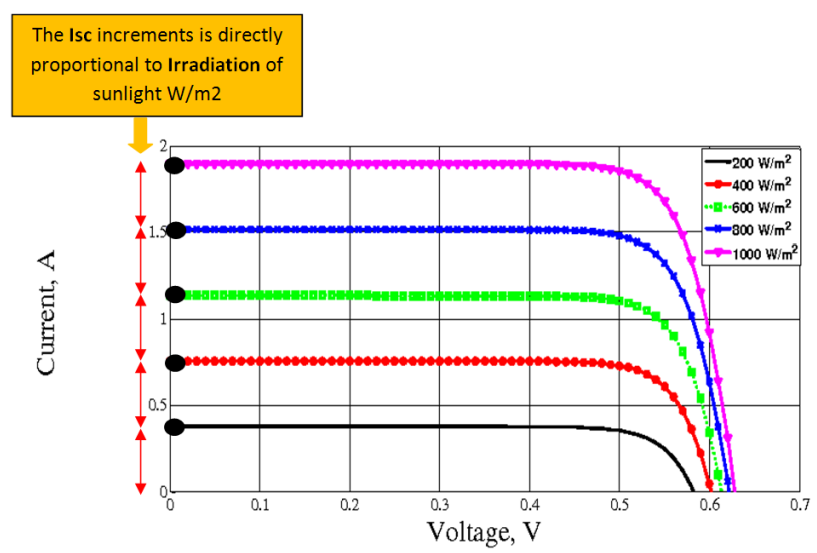 The Isc increments is directly
proportional to Irradiation of
sunlight W/m2
2
1.5
1
0.5
0
Current, A
200 W/m²
400 W/m²
600 W/m²
800 W/m²
1000 W/m²
0 0.1 0.2 0.3 0.4 0.5 0.6 0.7
Voltage, V